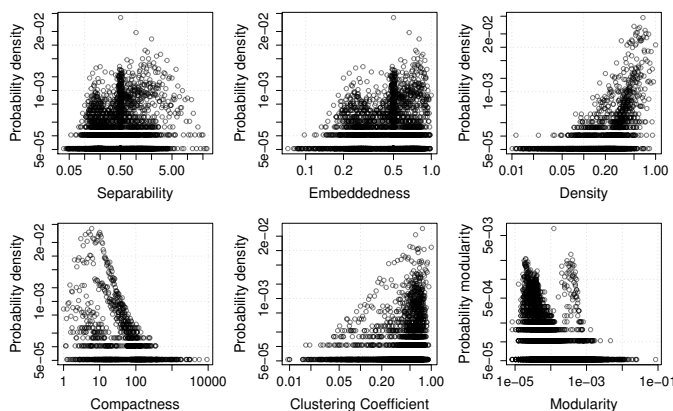 Probability density
5e−05 1e−03 2e−02
0.05 0.50 5.00
Separability
Probability density
5e−05 1e−03 2e−02
0.1 0.2 0.5 1.0
Embeddedness
Probability density
5e−05 1e−03 2e−02
0.01 0.05 0.20 1.00
Density
Probability density
5e−05 1e−03 2e−02
1 10 100 10000
Compactness
Probability density
5e−05 1e−03 2e−02
0.01 0.05 0.20 1.00
Clustering Coefficient
Probability modularity
5e−05 5e−04 5e−03
1e−05 1e−03 1e−01
Modularity